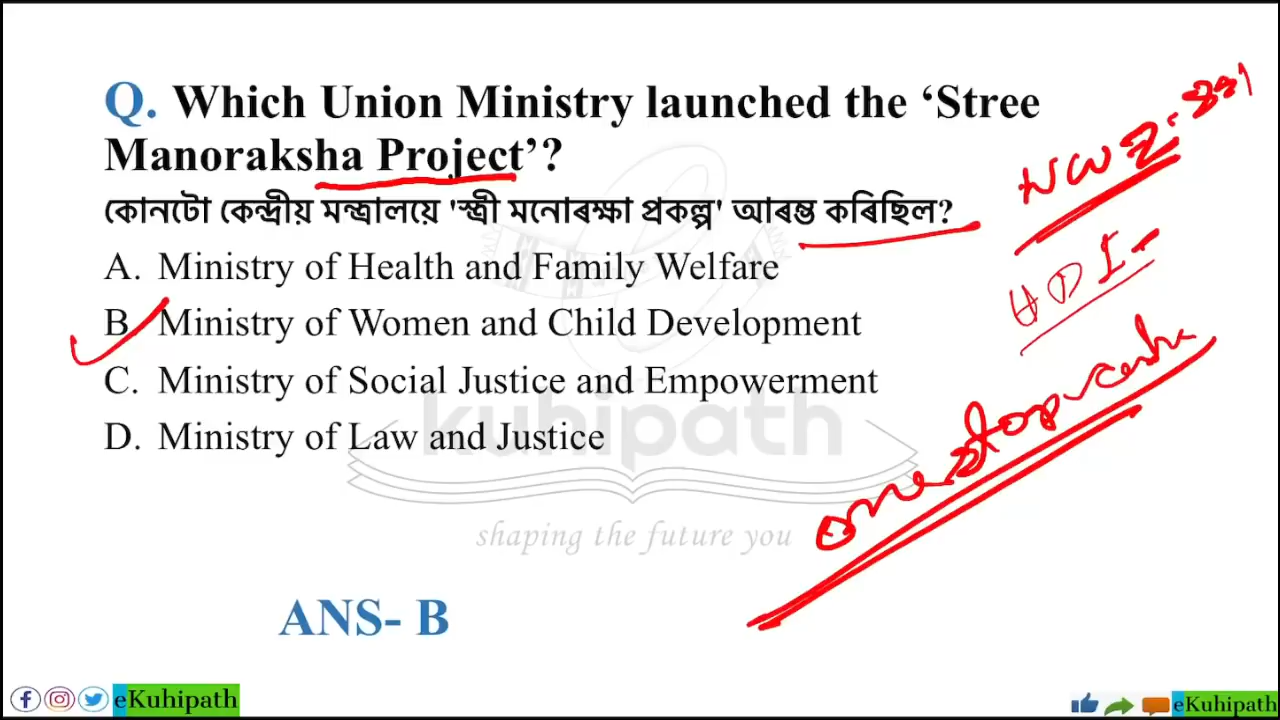 Q. Which Union Ministry launched the ‘Stree
Manoraksha Project’?
কোনটো কেন্দ্ৰীয় মন্ত্ৰালয়ে 'স্ত্ৰী মনোৰক্ষা প্ৰকল্প' আৰম্ভ কৰিছিল?
A. Ministry of Health and Family Welfare
B. Ministry of Women and Child Development
C. Ministry of Social Justice and Empowerment
D. Ministry of Law and Justice
one stop
kuhipath
shaping the future you
ANS- B
eKuhipath
eKuhipath